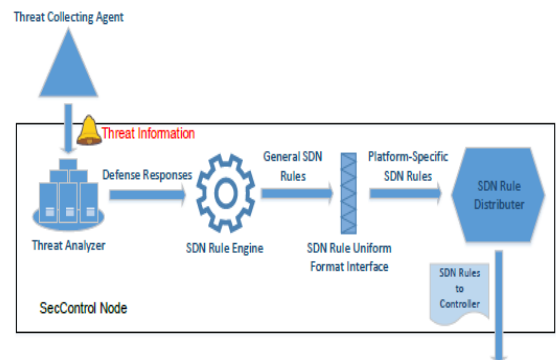 Threat Collecting Agent
Threat Information
Defense Responses
General SDN
Rules
Platform-Specific
SDN Rules
SDN Rule
Distributer
Threat Analyzer
SDN Rule Engine
SDN Rule Uniform
Format Interface
SDN Rules
to
Controller
SecControl Node